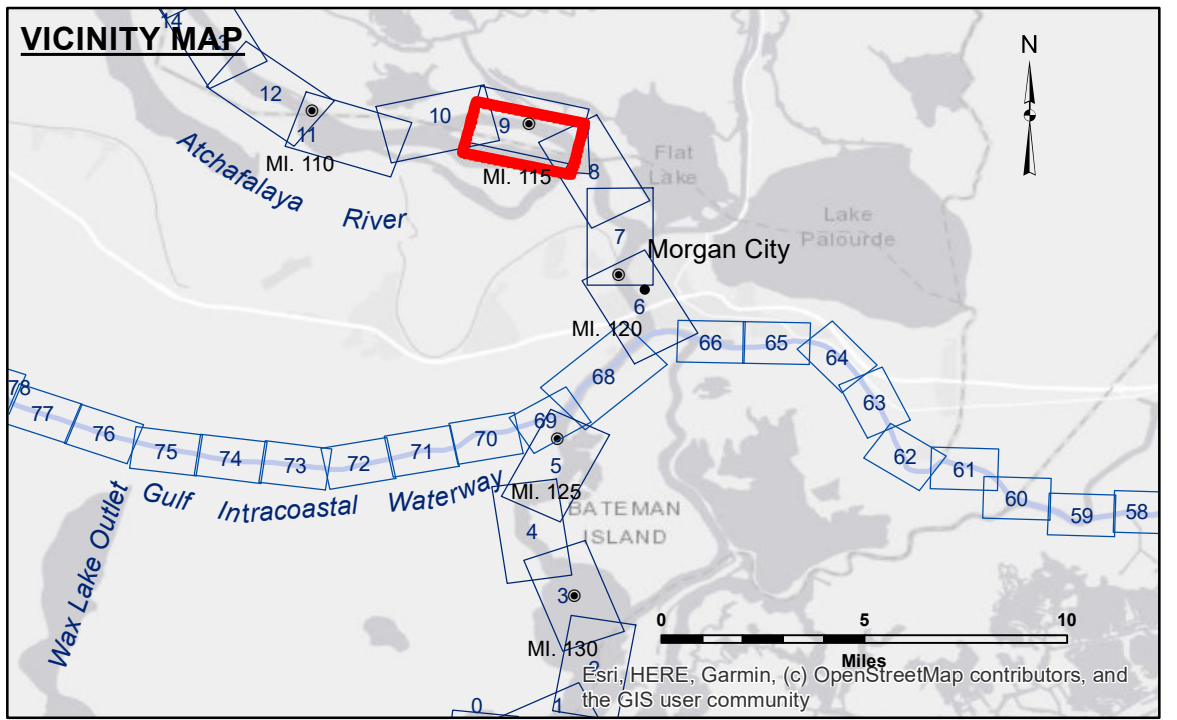 VICINITY MAP
14
13
12
11
10
9
8
7
6
N
MI. 110
MI. 115
Atchafalaya
River
Flat
Lake
Lake
Palourde
Morgan City
MI. 120
66
65
64
63
62
61
60
59
58
68
69
70
71
72
73
74
75
76
77
78
Gulf Intracoastal Waterway
Wax Lake Outlet
5
MI. 125
BATEMAN
ISLAND
4
3
MI. 130
2
1
0
0 5 10
Miles
Esri, HERE, Garmin, (c) OpenStreetMap contributors, and
the GIS user community